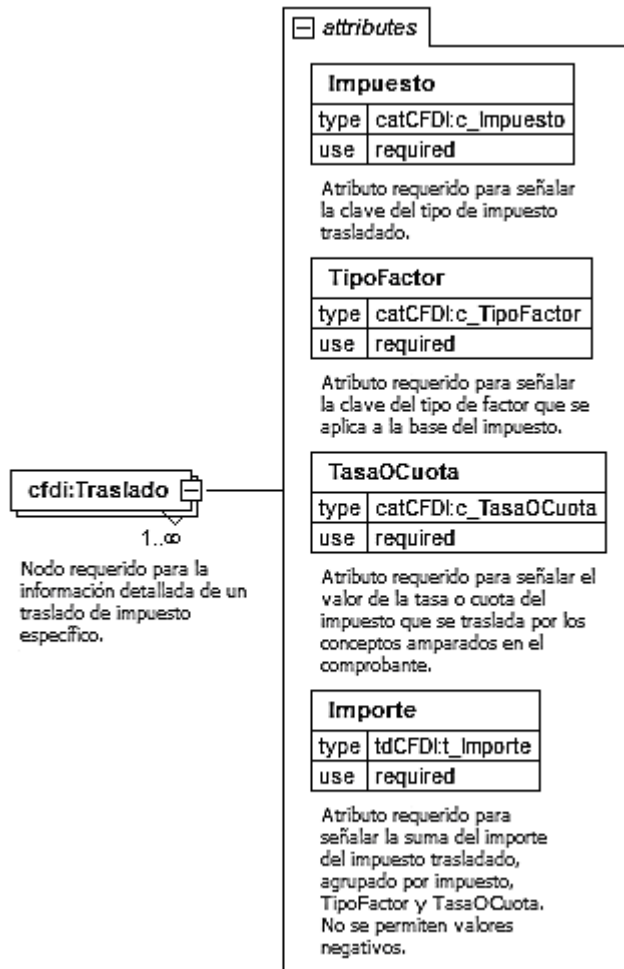 attributes
Impuesto
type catCFDI:c_Impuesto
use required
Atributo requerido para señalar
la clave del tipo de impuesto
trasladado.
TipoFactor
type catCFDI:c_TipoFactor
use required
Atributo requerido para señalar
la clave del tipo de factor que se
aplica a la base del impuesto.
cfdi:Traslado
1..∞
Nodo requerido para la
información detallada de un
traslado de impuesto
específico.
TasaOCuota
type catCFDI:c_TasaOCuota
use required
Atributo requerido para señalar el
valor de la tasa o cuota del
impuesto que se traslada por los
conceptos amparados en el
comprobante.
Importe
type tdCFDI:t_Importe
use required
Atributo requerido para
señalar la suma del importe
del impuesto trasladado,
agrupado por impuesto,
TipoFactor y TasaOCuota.
No se permiten valores
negativos.